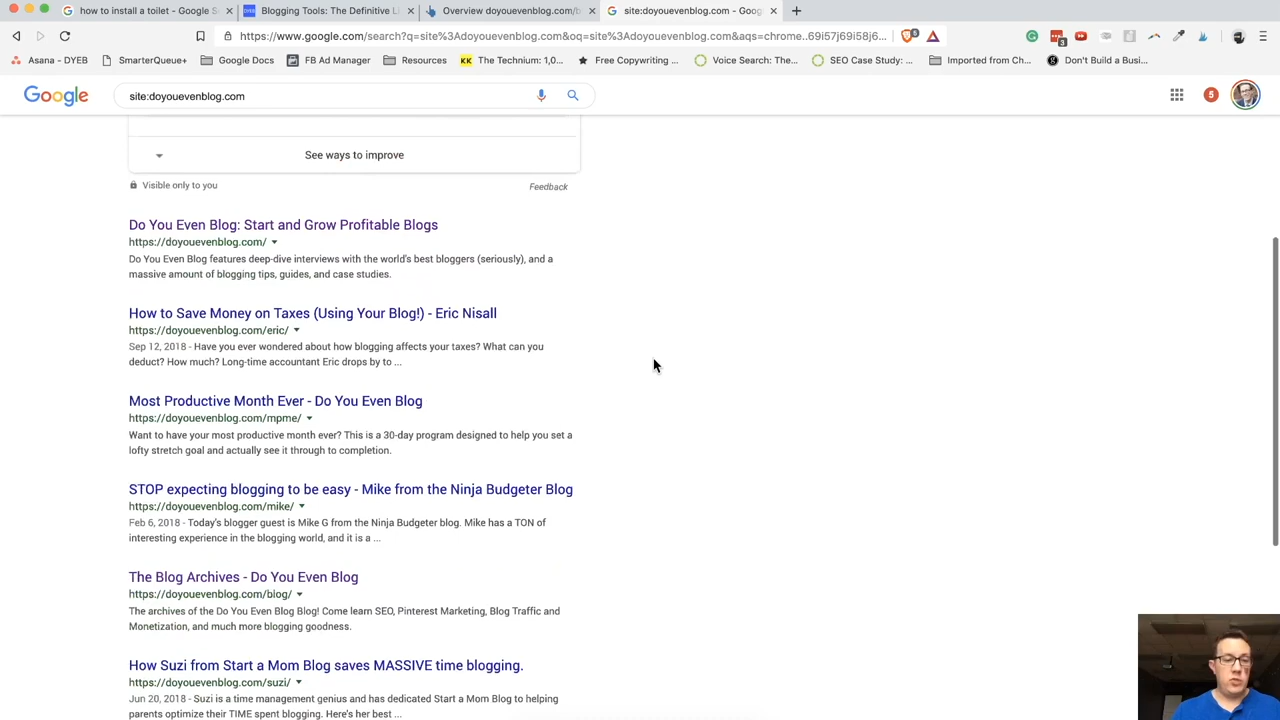 how to install a toilet - Google S
Blogging Tools: The Definitive Li
Overview doyouevenblog.com/b
site:doyouevenblog.com - Goog
https://www.google.com/search?q=site%3Adoyouevenblog.com&oq=site%3Adoyouevenblog.com&aqs=chrome..69i57j69i58j6...
6
3
Asana - DYEB
SmarterQueue+
Google Docs
FB Ad Manager
Resources
KK The Technium: 1,0...
Free Copywriting ...
Voice Search: The...
SEO Case Study: ...
Imported from Ch...
Don't Build a Busi...
Google
site:doyouevenblog.com
5
See ways to improve
Visible only to you
Feedback
Do You Even Blog: Start and Grow Profitable Blogs
https://doyouevenblog.com/
Do You Even Blog features deep-dive interviews with the world's best bloggers (seriously), and a
massive amount of blogging tips, guides, and case studies.
How to Save Money on Taxes (Using Your Blog!) - Eric Nisall
https://doyouevenblog.com/eric/
Sep 12, 2018 - Have you ever wondered about how blogging affects your taxes? What can you
deduct? How much? Long-time accountant Eric drops by to ...
Most Productive Month Ever - Do You Even Blog
https://doyouevenblog.com/mpme/
Want to have your most productive month ever? This is a 30-day program designed to help you set a
lofty stretch goal and actually see it through to completion.
STOP expecting blogging to be easy - Mike from the Ninja Budgeter Blog
https://doyouevenblog.com/mike/
Feb 6, 2018 - Today's blogger guest is Mike G from the Ninja Budgeter blog. Mike has a TON of
interesting experience in the blogging world, and it is a ...
The Blog Archives - Do You Even Blog
https://doyouevenblog.com/blog/
The archives of the Do You Even Blog Blog! Come learn SEO, Pinterest Marketing, Blog Traffic and
Monetization, and much more blogging goodness.
How Suzi from Start a Mom Blog saves MASSIVE time blogging.
https://doyouevenblog.com/suzi/
Jun 20, 2018 - Suzi is a time management genius and has dedicated Start a Mom Blog to helping
parents optimize their TIME spent blogging. Here's her best ...